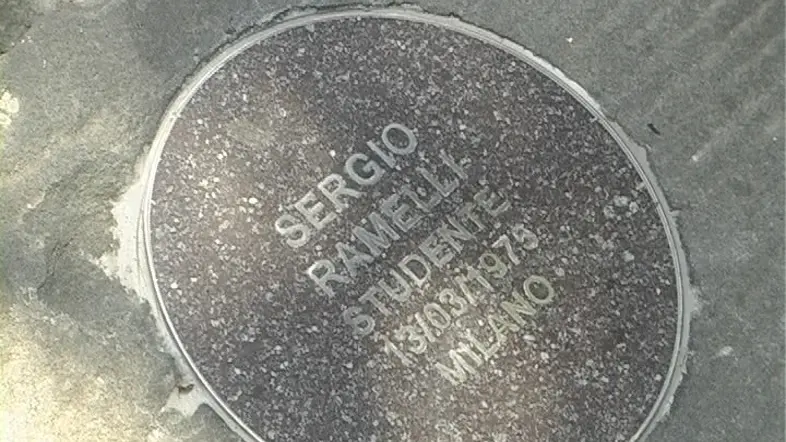 SERGIO
RAMELLI
STUDENTE
13/03/1975
MILANO